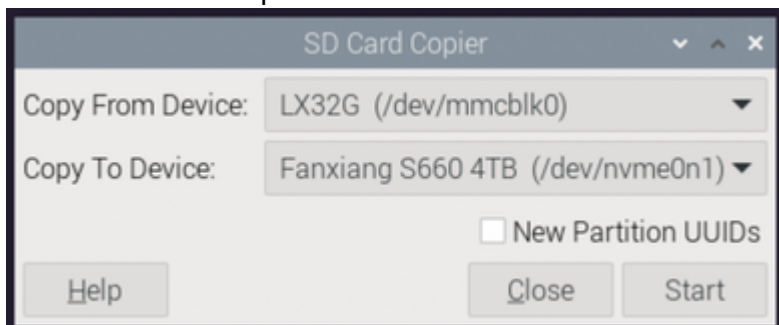 SD Card Copier
Copy From Device: LX32G (/dev/mmcblk0)
Copy To Device: Fanxiang S660 4TB (/dev/nvme0n1)
New Partition UUIDs
Help Close Start